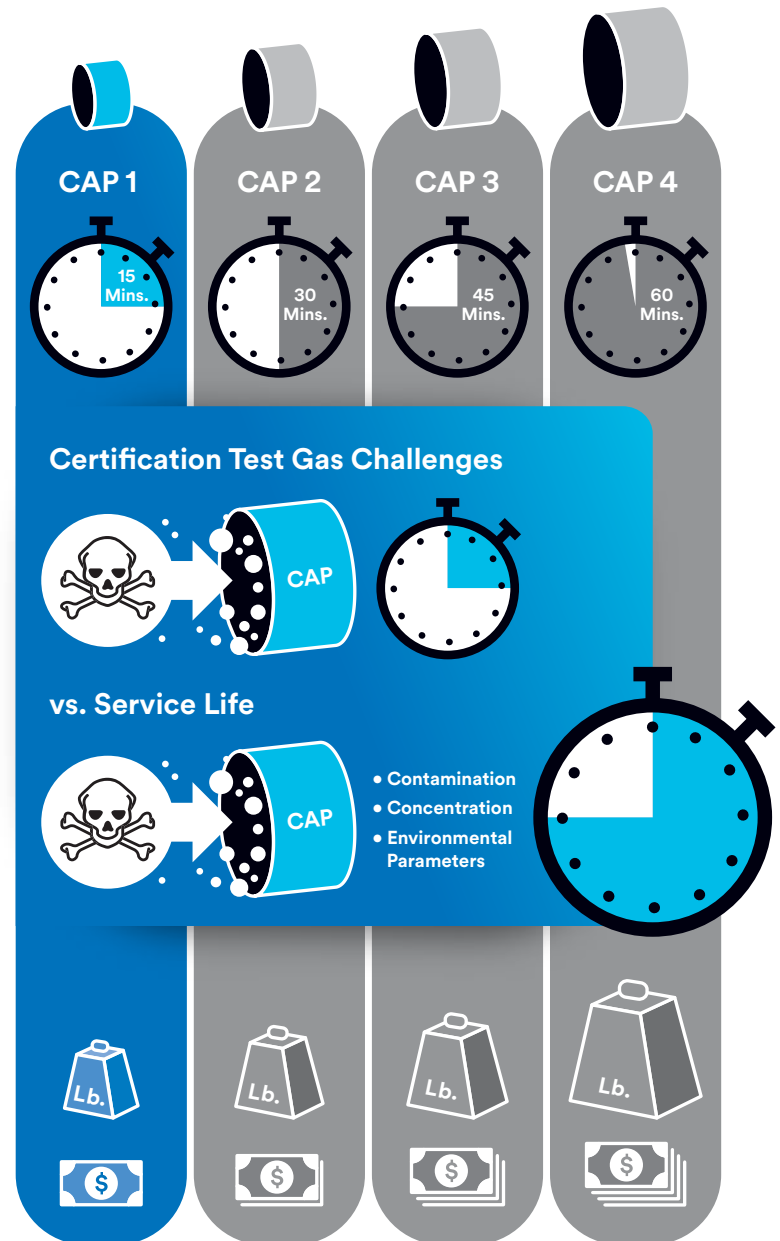 CAP 1
CAP 2
CAP 3
CAP 4
15
Mins.
30
Mins.
45
Mins.
60
Mins.
Certification Test Gas Challenges
CAP
vs. Service Life
CAP
• Contamination
• Concentration
• Environmental
Parameters
Lb.
Lb.
Lb.
Lb.
$
$
$
$